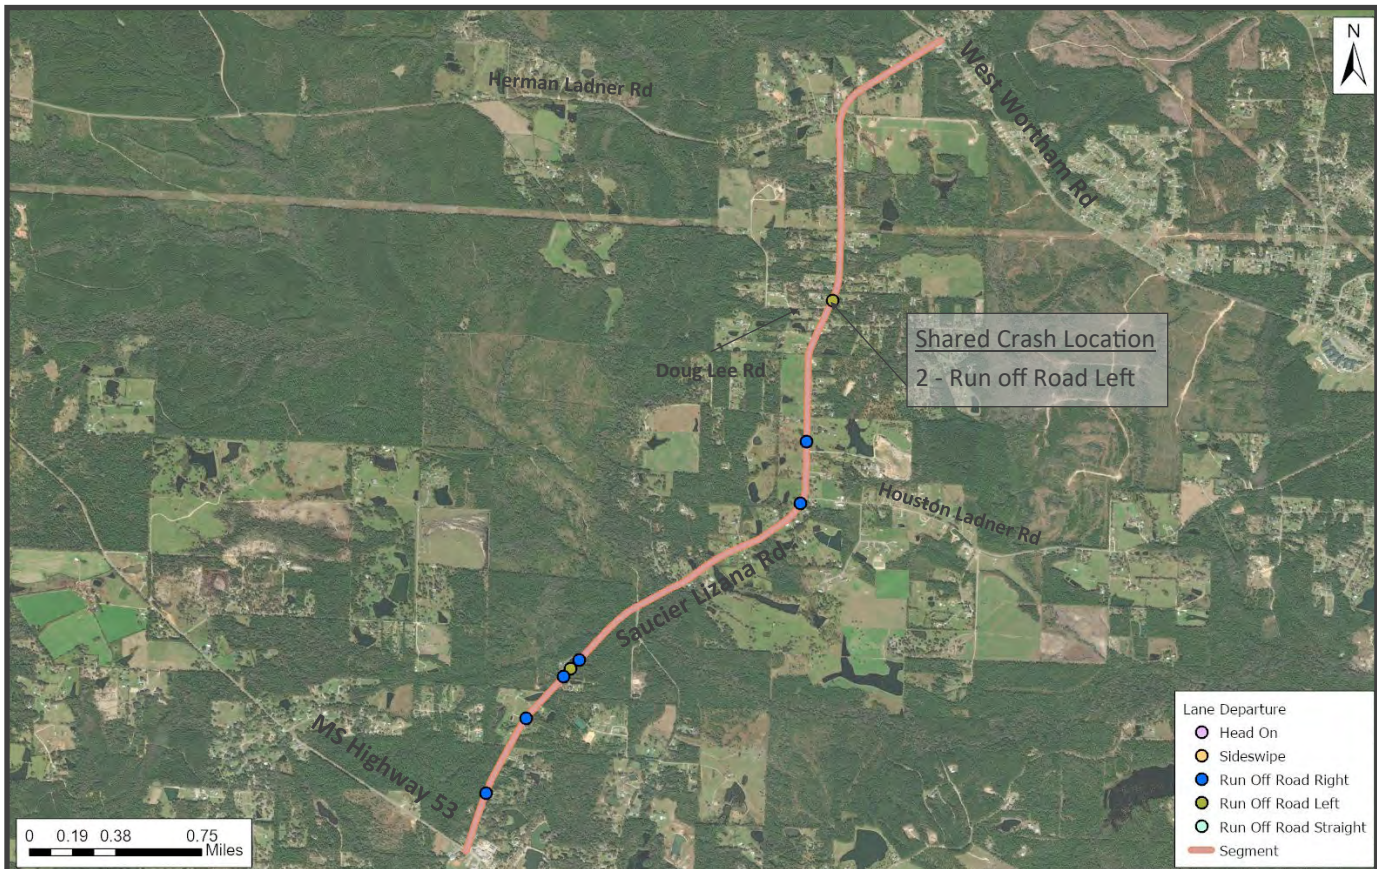 N
West Wortham Rd
Herman Ladner Rd
Shared Crash Location
2 - Run off Road Left
Doug Lee Rd
Houston Ladner Rd
Saucier Lizana Rd
MS Highway 53
0 0.19 0.38 0.75
Miles
Lane Departure
Head On
Sideswipe
Run Off Road Right
Run Off Road Left
Run Off Road Straight
Segment